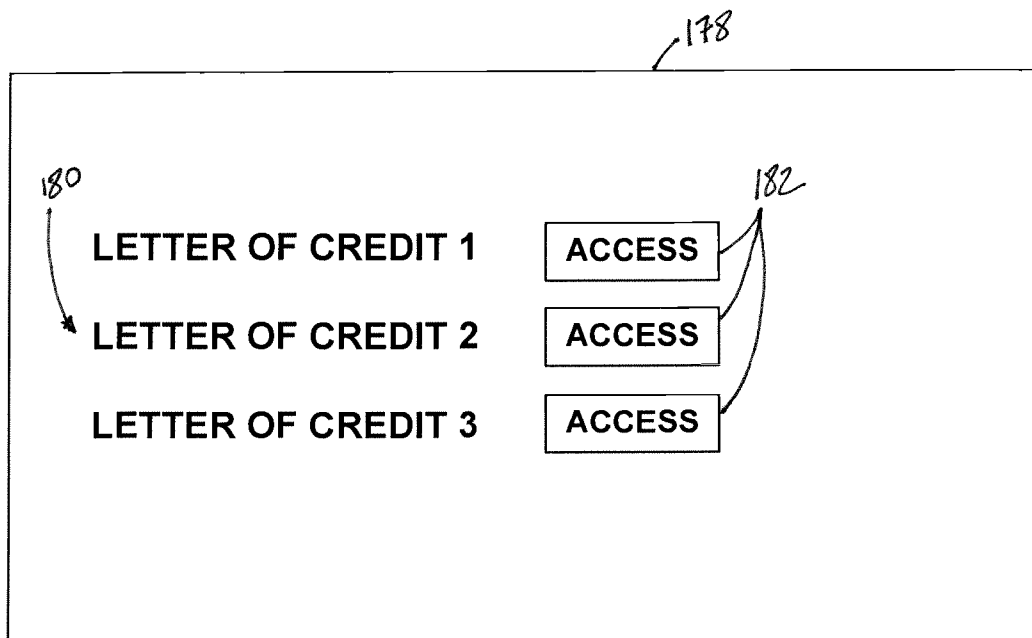 178
180
182
LETTER OF CREDIT 1 ACCESS
LETTER OF CREDIT 2 ACCESS
LETTER OF CREDIT 3 ACCESS